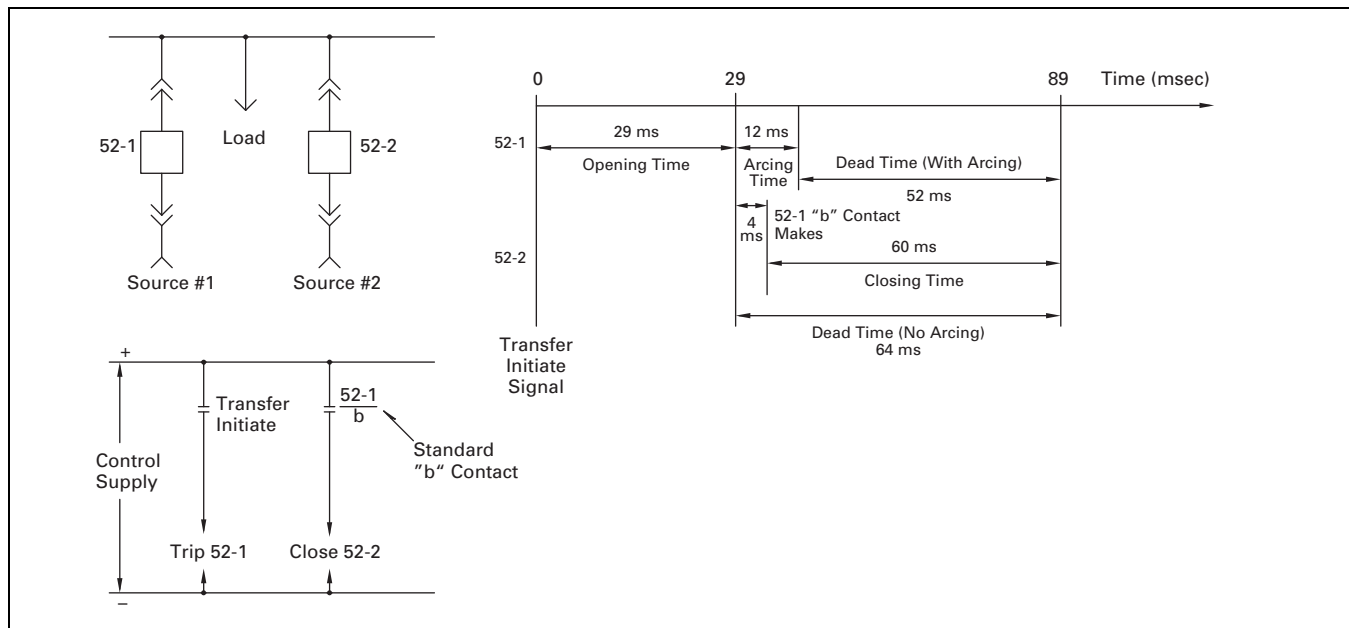 52-1
Load
52-2
Source #1
Source #2
0
29
89
Time (msec)
52-1
29 ms
Opening Time
12 ms
Arcing
Time
Dead Time (With Arcing)
52 ms
4
ms
52-1 “b” Contact
Makes
52-2
60 ms
Closing Time
Dead Time (No Arcing)
64 ms
Transfer
Initiate
Signal
+
Transfer
Initiate
52-1
b
Standard
”b“ Contact
Control
Supply
Trip 52-1
Close 52-2
–